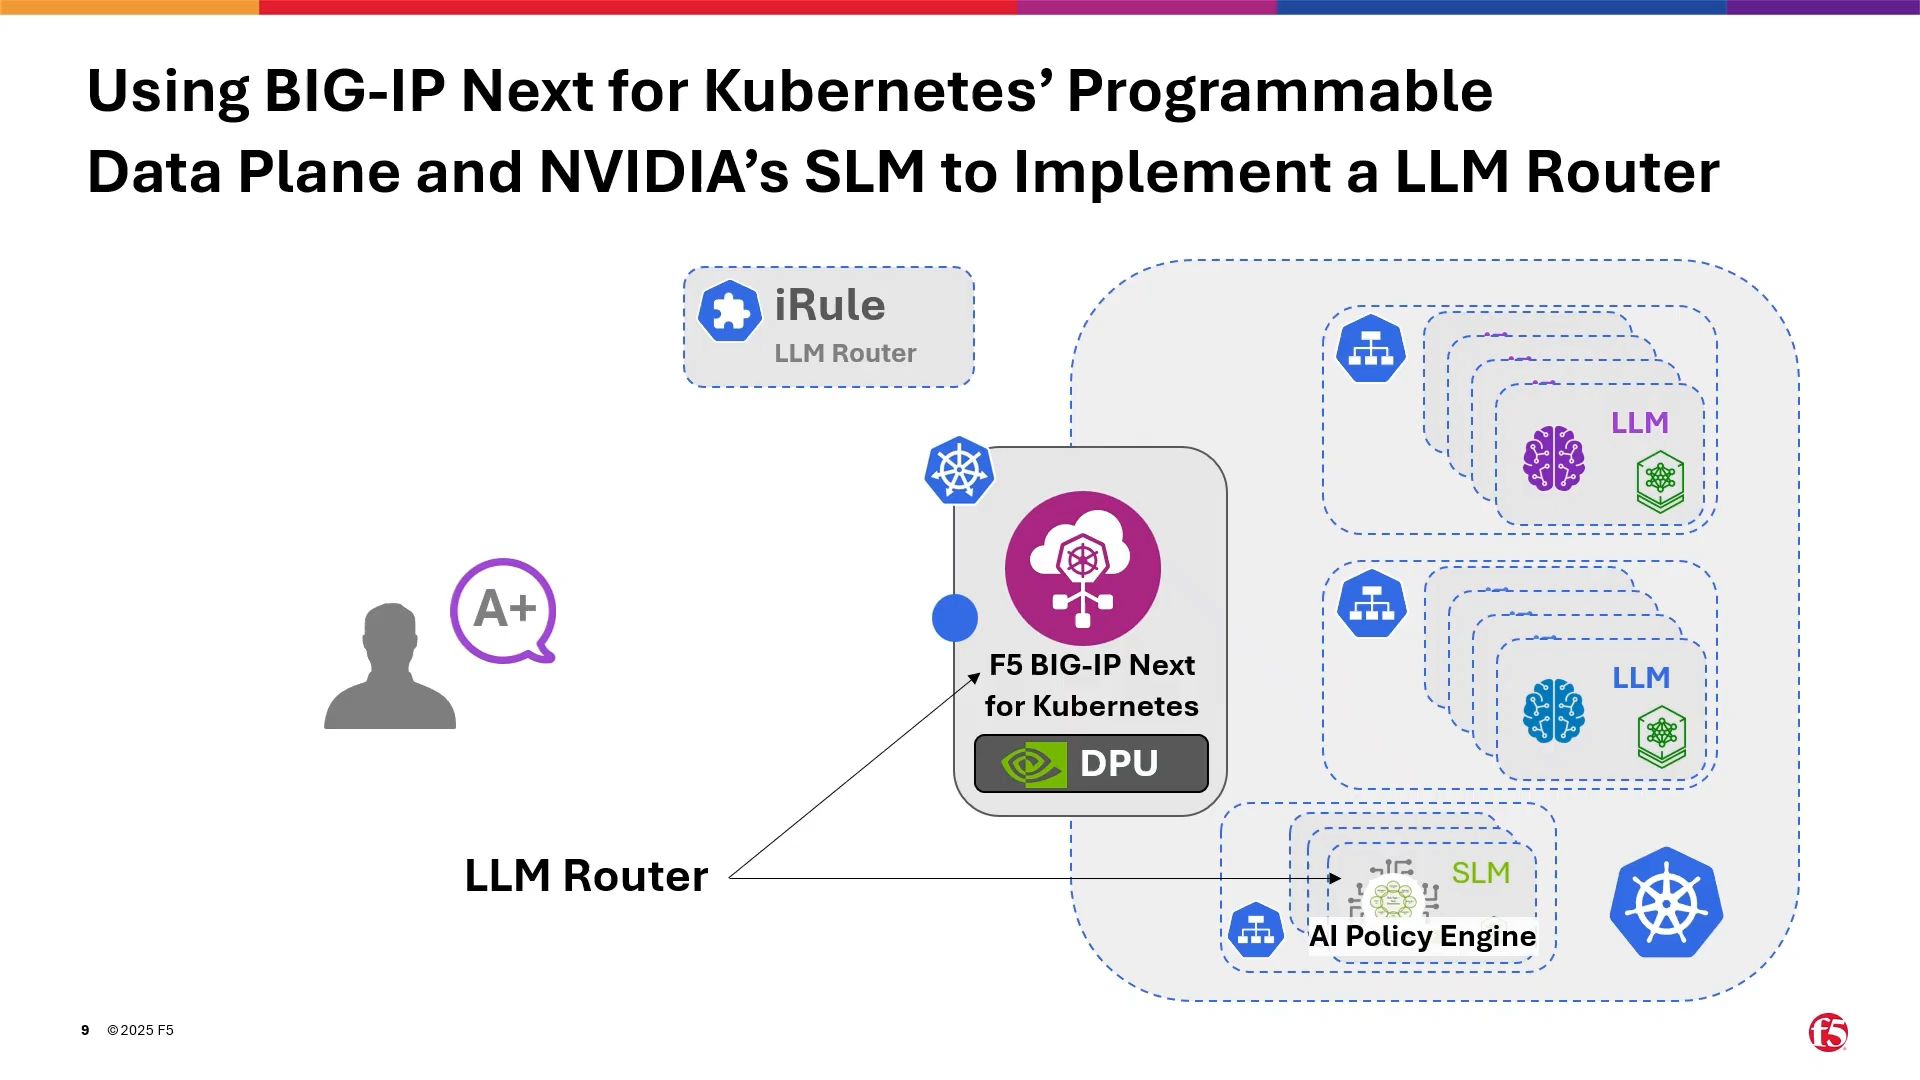 Using BIG-IP Next for Kubernetes’ Programmable
Data Plane and NVIDIA’s SLM to Implement a LLM Router
iRule
LLM Router
LLM
A+
F5 BIG-IP Next
for Kubernetes
DPU
LLM
LLM Router
SLM
AI Policy Engine
9 ©2025 F5
f5